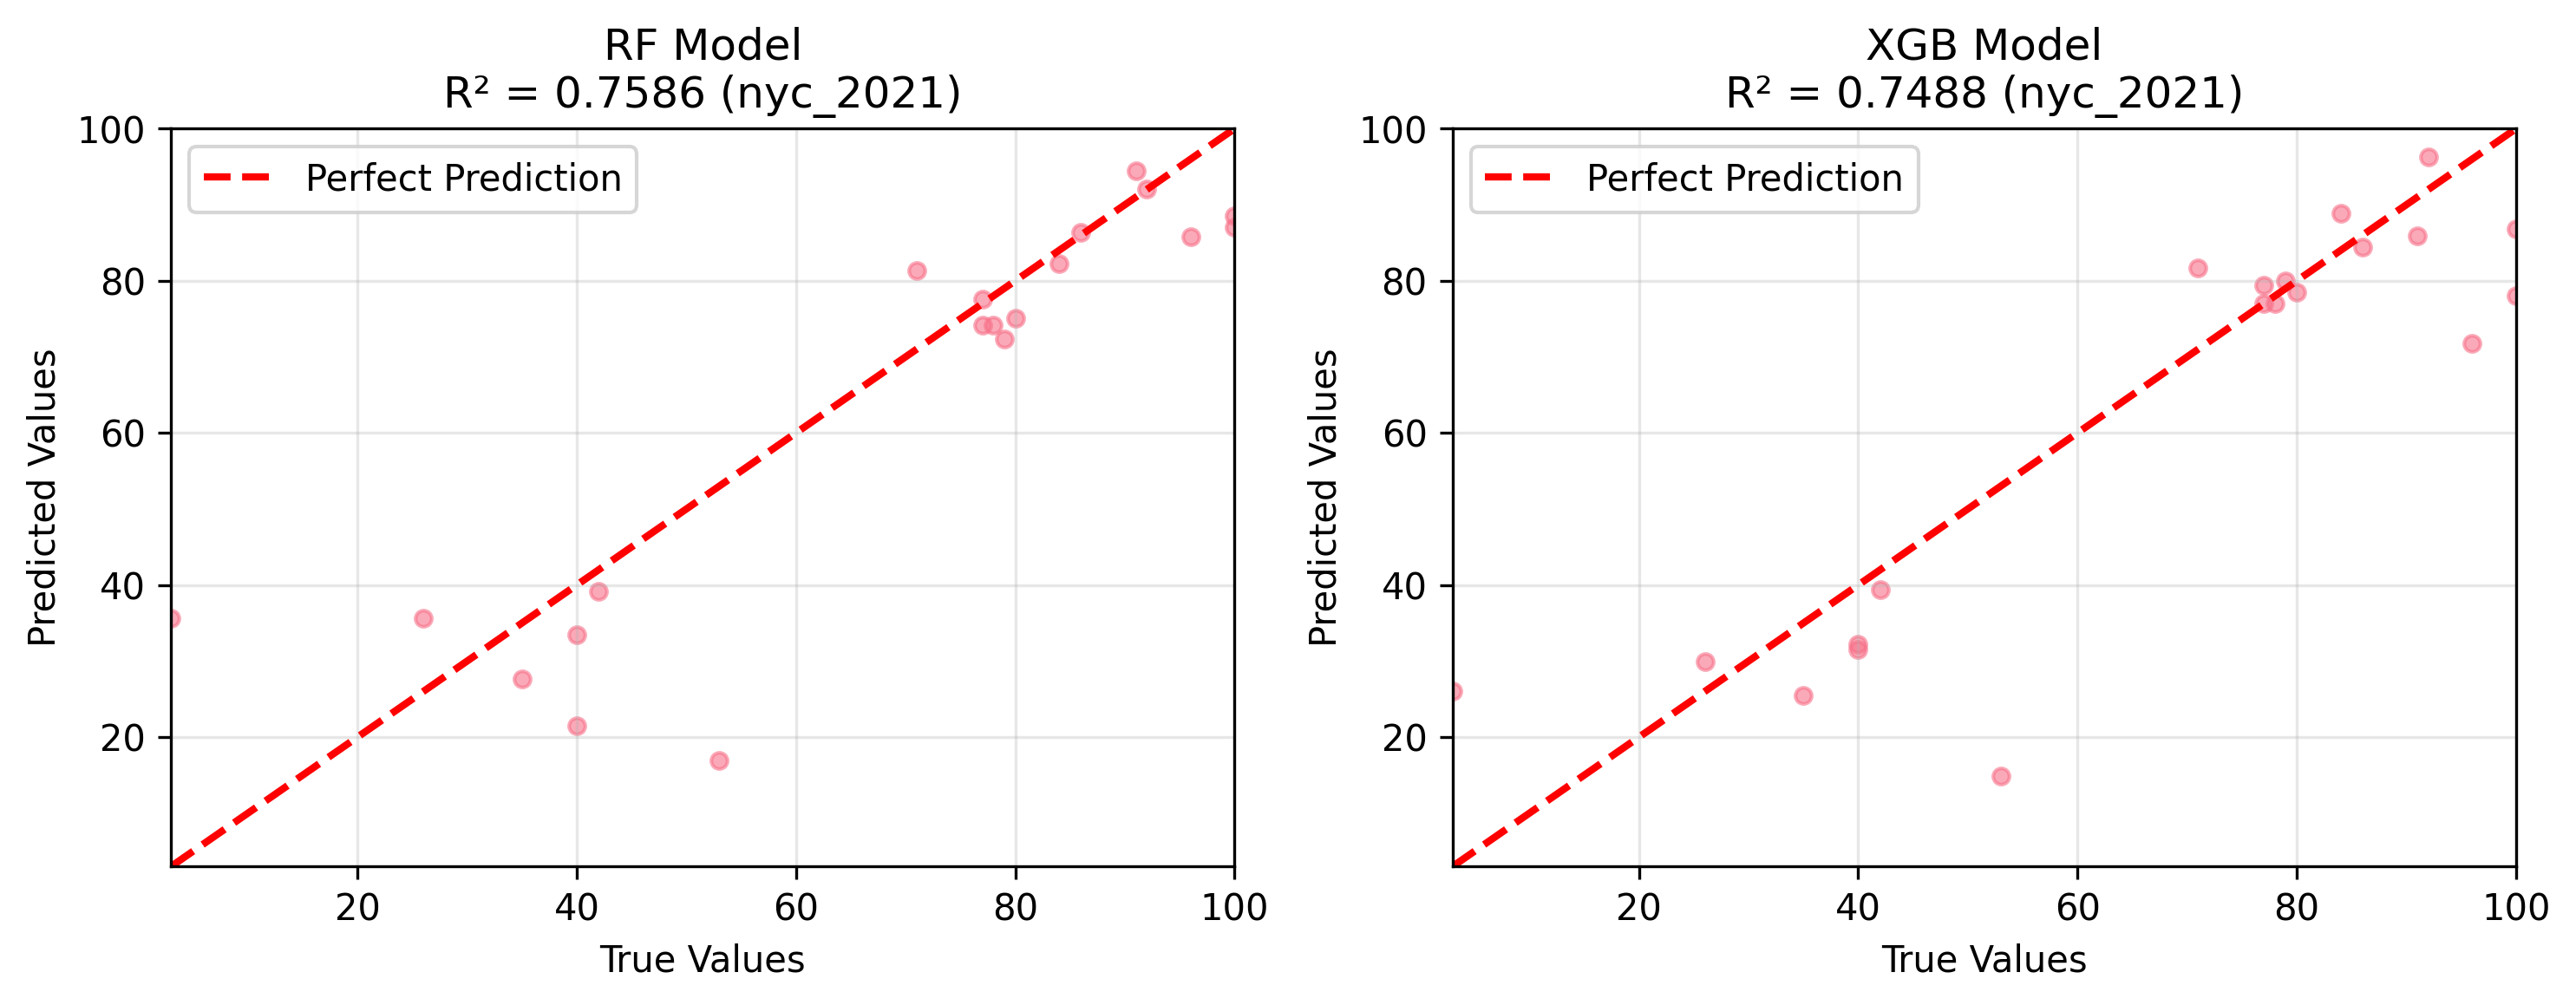 RF Model
R² = 0.7586 (nyc_2021)
Perfect Prediction
100
80
60
40
20
Predicted Values
20 40 60 80 100
True Values
XGB Model
R² = 0.7488 (nyc_2021)
Perfect Prediction
100
80
60
40
20
Predicted Values
20 40 60 80 100
True Values